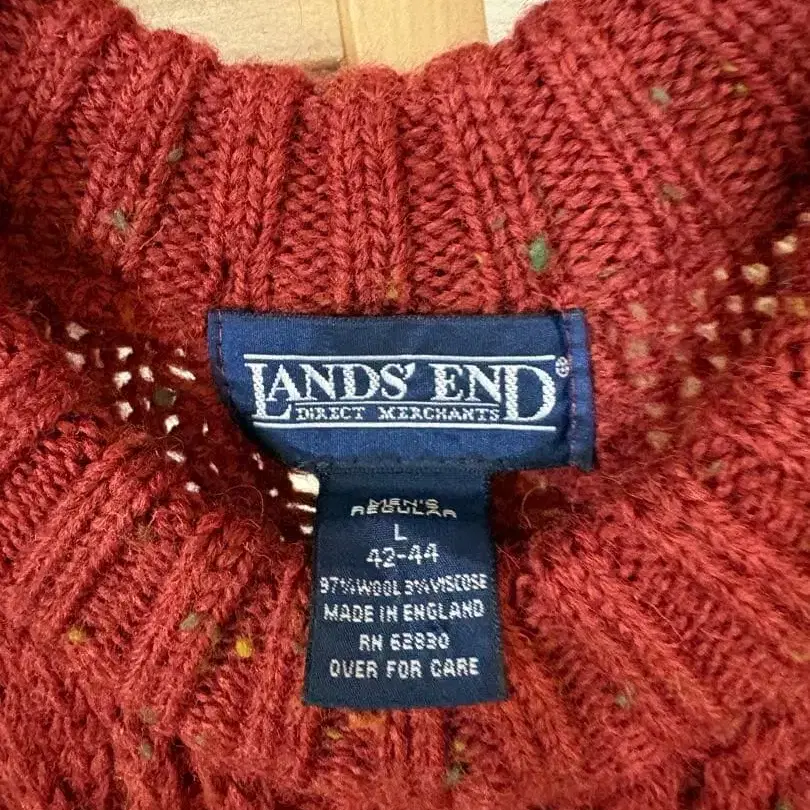 LANDS' END®
DIRECT MERCHANTS
MEN'S
REGULAR
L
42-44
97% WOOL 3% VISCOSE
MADE IN ENGLAND
RN 62830
OVER FOR CARE